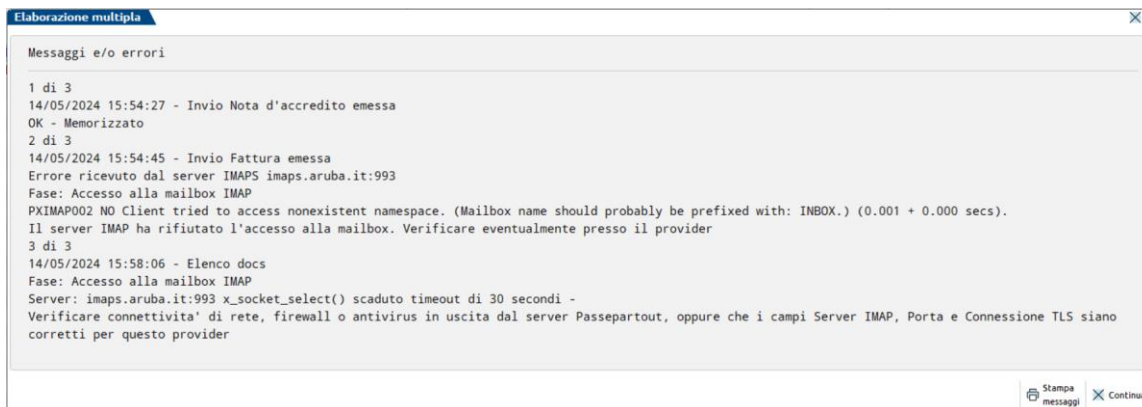 Elaborazione multipla
Messaggi e/o errori
1 di 3
14/05/2024 15:54:27 - Invio Nota d'accredito emessa
OK - Memorizzato
2 di 3
14/05/2024 15:54:45 - Invio Fattura emessa
Errore ricevuto dal server IMAPS imaps.aruba.it:993
Fase: Accesso alla mailbox IMAP
PXIMAP002 NO Client tried to access nonexistent namespace. (Mailbox name should probably be prefixed with: INBOX.) (0.001 + 0.000 secs).
Il server IMAP ha rifiutato l'accesso alla mailbox. Verificare eventualmente presso il provider
3 di 3
14/05/2024 15:58:06 - Elenco docs
Fase: Accesso alla mailbox IMAP
Server: imaps.aruba.it:993 x_socket_select() scaduto timeout di 30 secondi -
Verificare connettivita' di rete, firewall o antivirus in uscita dal server Passepartout, oppure che i campi Server IMAP, Porta e Connessione TLS siano
corretti per questo provider
Stampa
messaggi
Continu